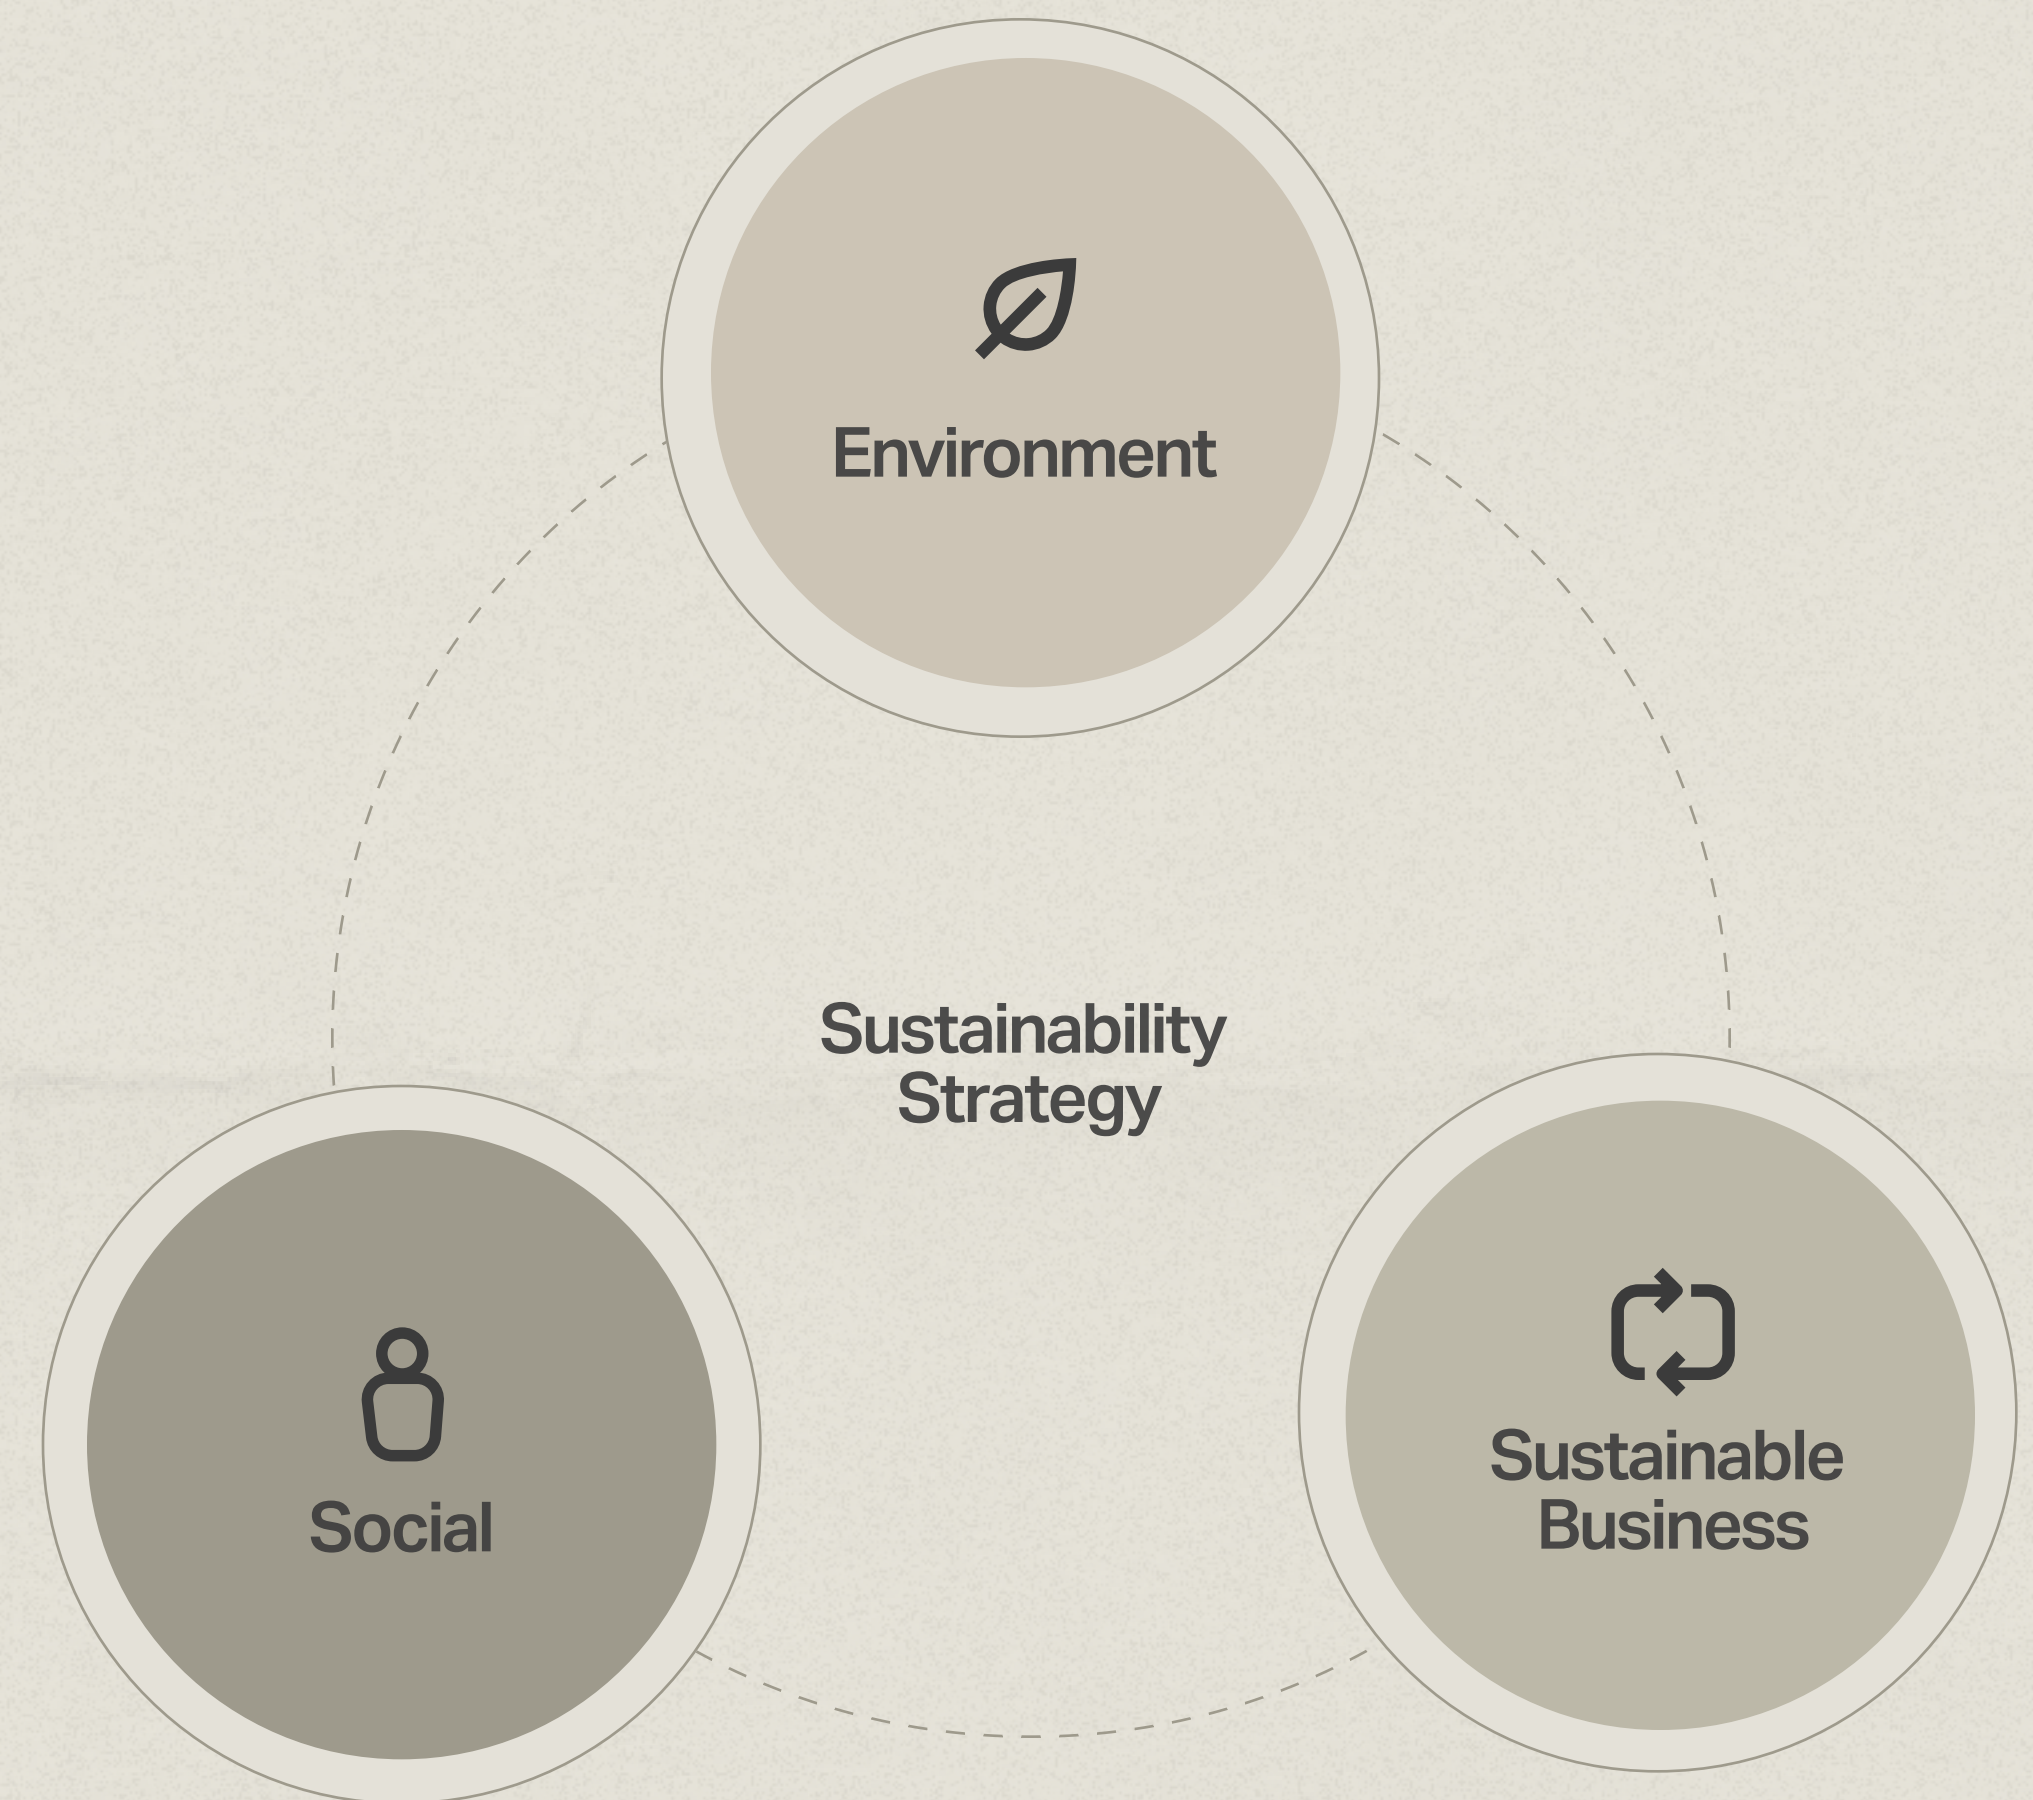 Environment
Sustainability
Strategy
Social
Sustainable
Business